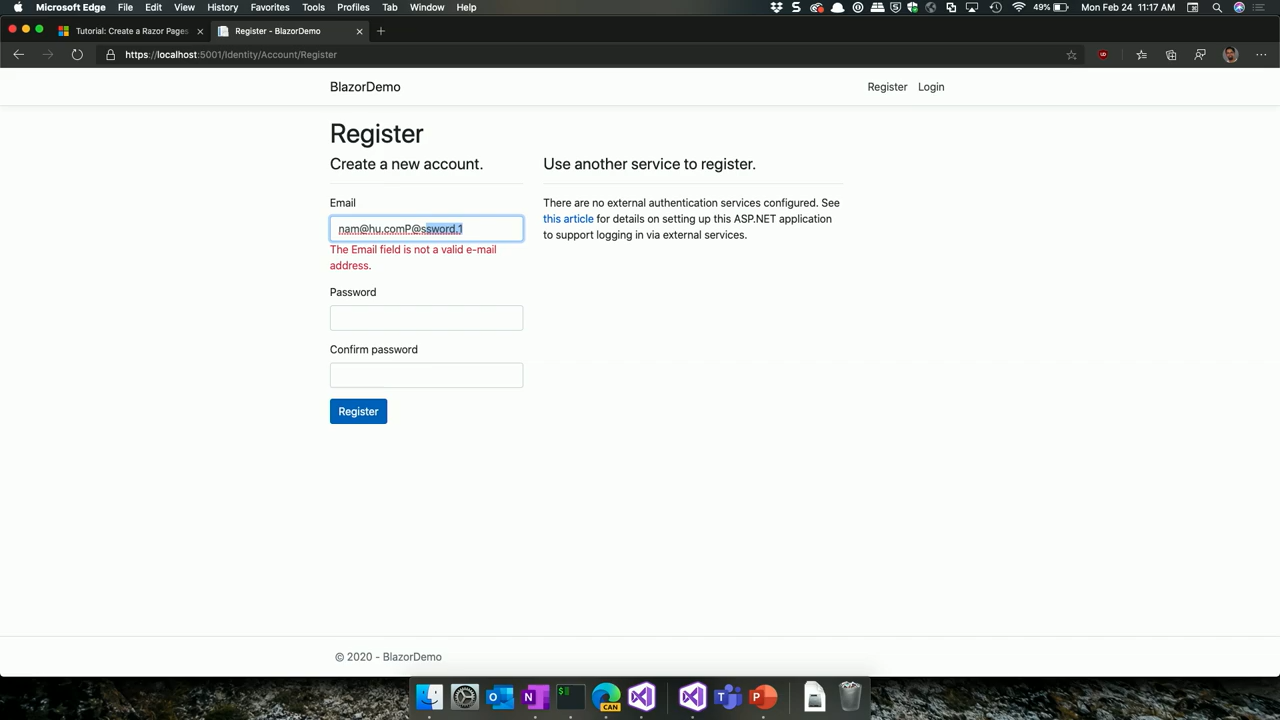 Microsoft Edge File Edit View History Favorites Tools Profiles Tab Window Help 49% Mon Feb 24 11:17 AM
Tutorial: Create a Razor Pages
Register - BlazorDemo
https://localhost:5001/Identity/Account/Register
BlazorDemo
Register Login
Register
Create a new account.
Email
nam@hu.comP@ssword.1
The Email field is not a valid e-mail
address.
Password
Confirm password
Register
Use another service to register.
There are no external authentication services configured. See
this article for details on setting up this ASP.NET application
to support logging in via external services.
© 2020 - BlazorDemo
CAN